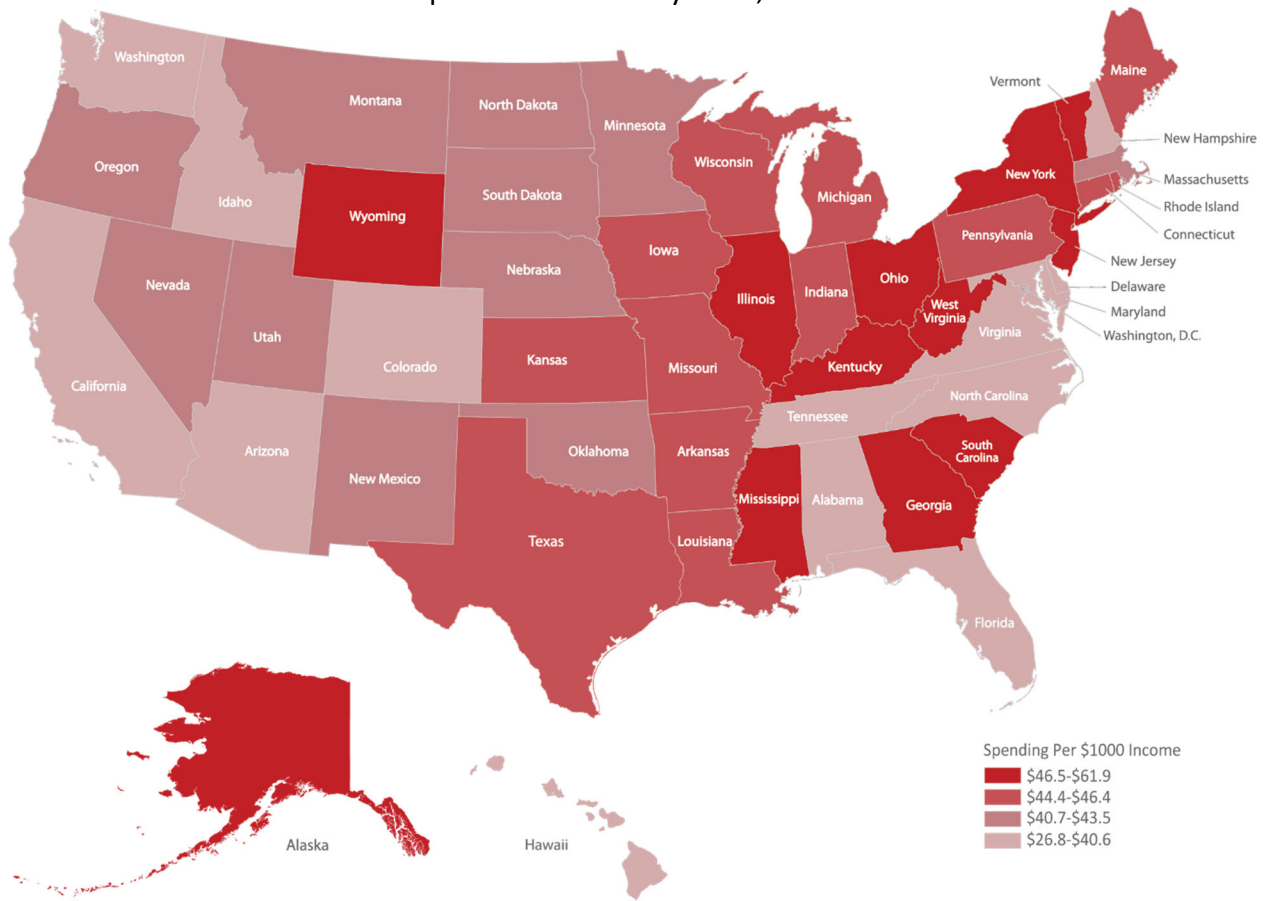 Washington
Montana
North Dakota
Minnesota
Vermont
Maine
New Hampshire
Oregon
Idaho
Wyoming
South Dakota
Wisconsin
Michigan
New York
Massachusetts
Rhode Island
Connecticut
Nebraska
Iowa
Pennsylvania
New Jersey
Nevada
Utah
Illinois
Indiana
Ohio
Delaware
West
Virginia
Maryland
Virginia
Washington, D.C.
California
Colorado
Kansas
Missouri
Kentucky
North Carolina
Tennessee
Arizona
New Mexico
Oklahoma
Arkansas
South
Carolina
Mississippi
Alabama
Georgia
Texas
Louisiana
Florida
Alaska
Hawaii
Spending Per $1000 Income
$46.5-$61.9
$44.4-$46.4
$40.7-$43.5
$26.8-$40.6